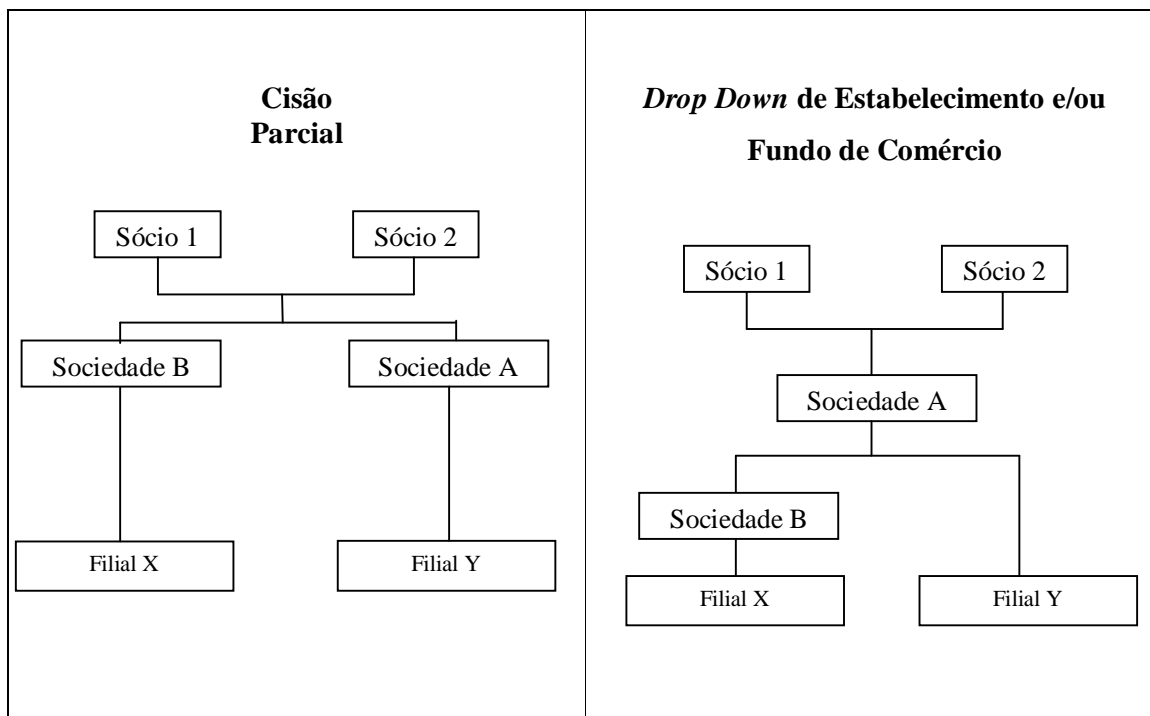 Cisão
Parcial
Sócio 1
Sócio 2
Sociedade B
Sociedade A
Filial X
Filial Y
Drop Down de Estabelecimento e/ou
Fundo de Comércio
Sócio 1
Sócio 2
Sociedade A
Sociedade B
Filial X
Filial Y